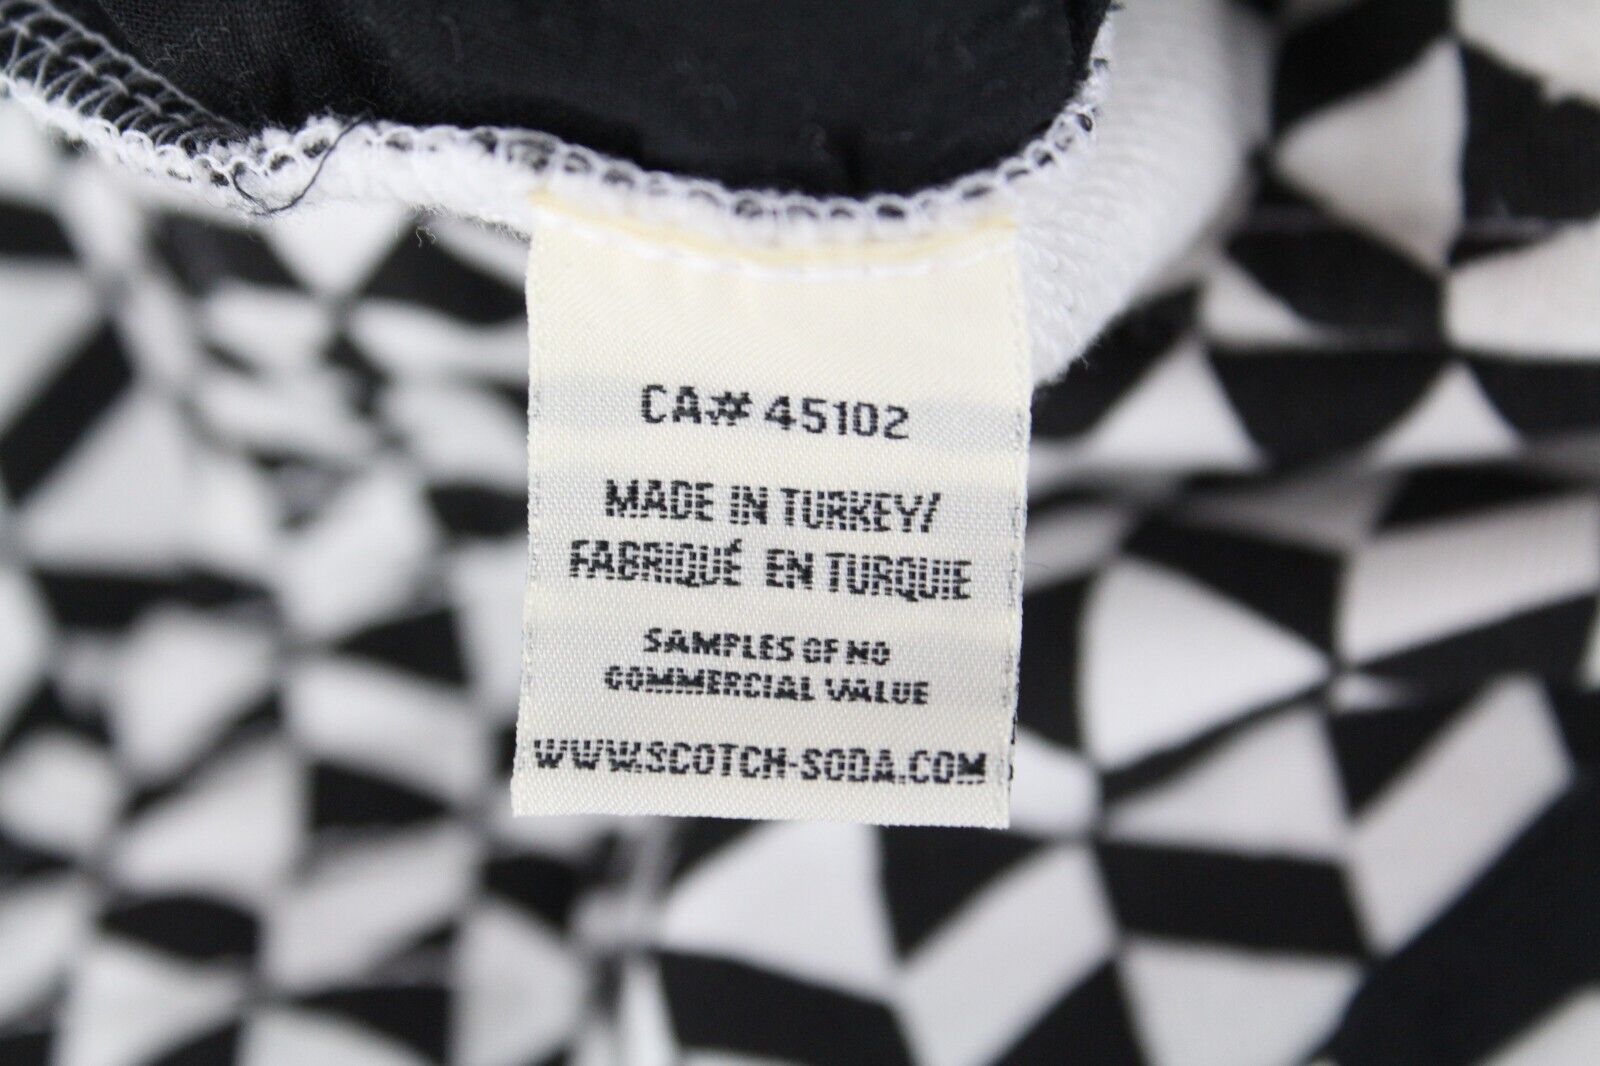 CA# 45102
MADE IN TURKEY/
FABRIQUÉ EN TURQUIE
SAMPLES OF NO
COMMERCIAL VALUE
WWW.SCOTCH-SODA.COM